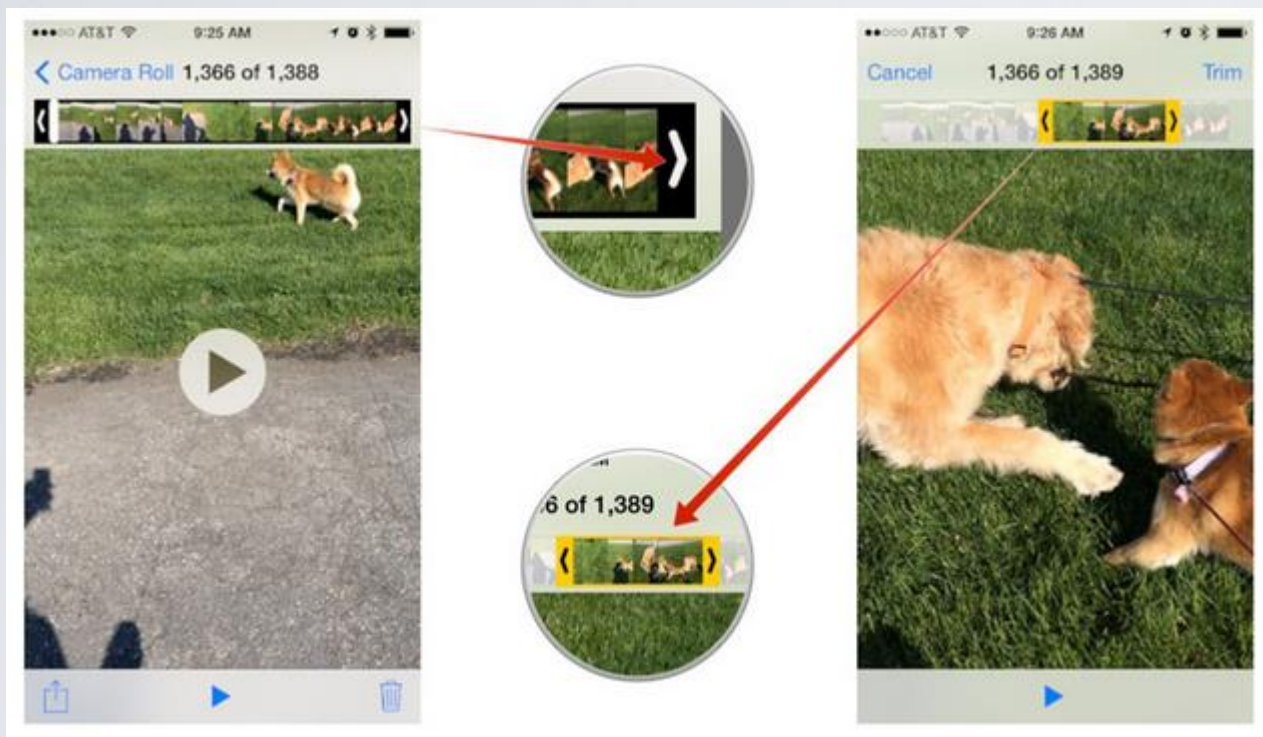 AT&T 9:25 AM
Camera Roll 1,366 of 1,388
AT&T 9:26 AM
Cancel 1,366 of 1,389 Trim
6 of 1,389